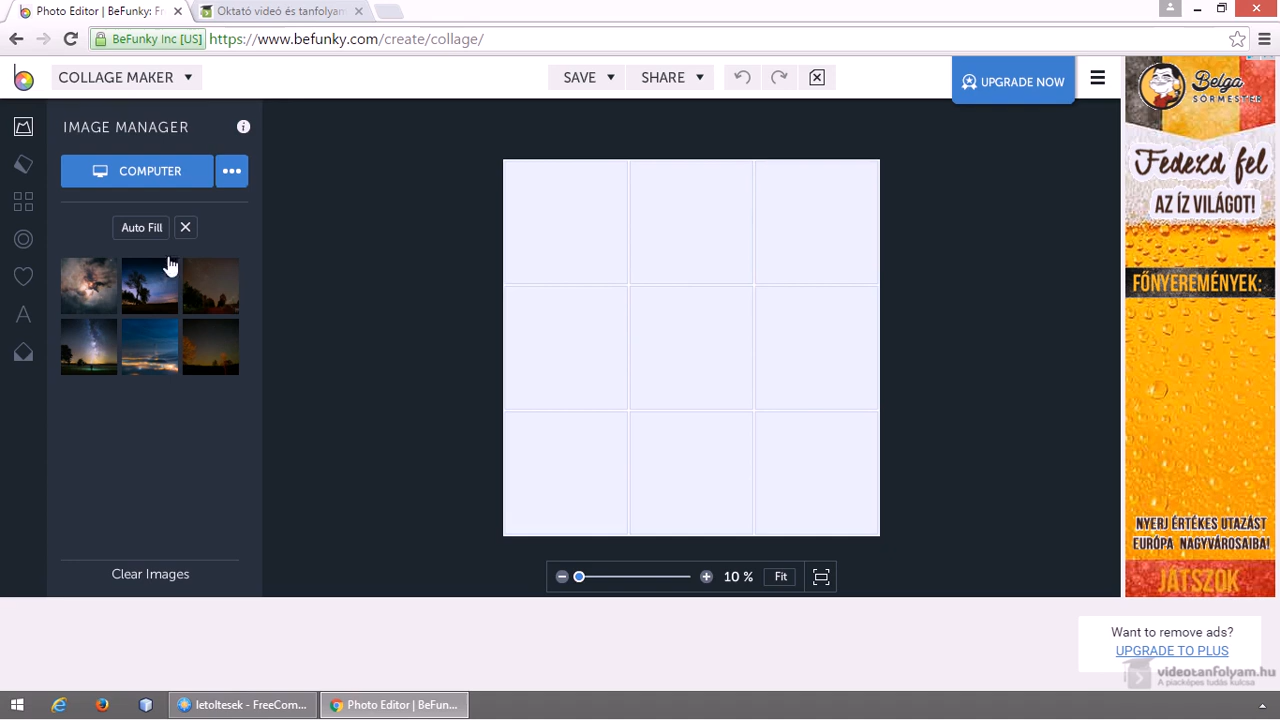 Photo Editor | BeFunky: Fr
Oktató videó és tanfolyam
BeFunky Inc [US]
https://www.befunky.com/create/collage/
COLLAGE MAKER
SAVE
SHARE
UPGRADE NOW
IMAGE MANAGER
COMPUTER
Auto Fill
Clear Images
10 %
Fit
Belga
SÖRMESTER
Fedezd fel
AZ ÍZ VILÁGOT!
FŐNYEREMÉNYEK:
NYERJ ÉRTÉKES UTAZÁST
EURÓPA NAGYVÁROSAIBA!
JÁTSZOK
Want to remove ads?
UPGRADE TO PLUS
videotanfolyam.hu
A piacképes tudás kulcsa
letoltesek - FreeCom...
Photo Editor | BeFun...